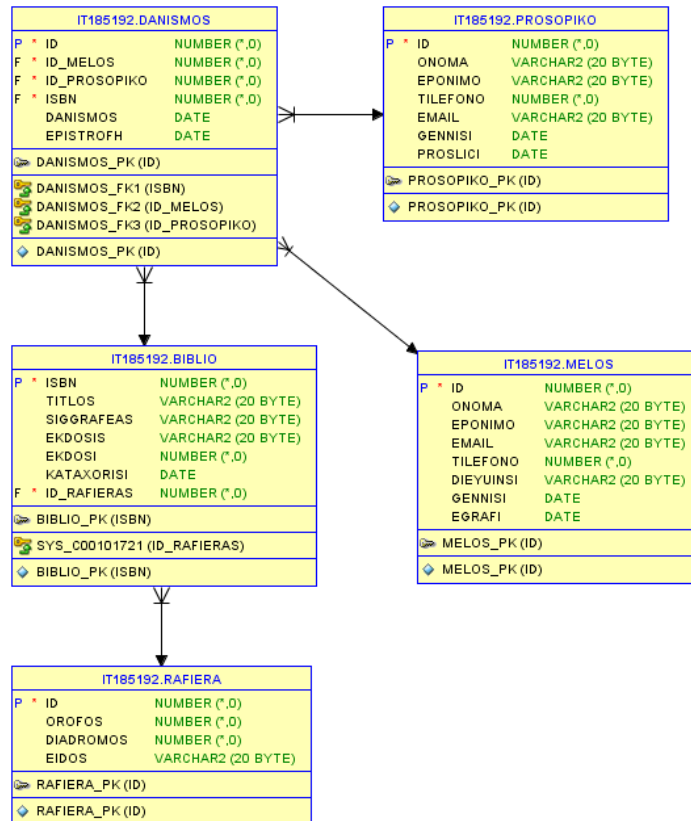 IT185192.DANISMOS
P * ID NUMBER (*,0)
F * ID_MELOS NUMBER (*,0)
F * ID_PROSOPIKO NUMBER (*,0)
F * ISBN NUMBER (*,0)
DANISMOS DATE
EPISTROFH DATE
DANISMOS_PK (ID)
DANISMOS_FK1 (ISBN)
DANISMOS_FK2 (ID_MELOS)
DANISMOS_FK3 (ID_PROSOPIKO)
DANISMOS_PK (ID)
IT185192.PROSOPIKO
P * ID NUMBER (*,0)
ONOMA VARCHAR2 (20 BYTE)
EPONIMO VARCHAR2 (20 BYTE)
TILEFONO NUMBER (*,0)
EMAIL VARCHAR2 (20 BYTE)
GENNISI DATE
PROSLICI DATE
PROSOPIKO_PK (ID)
PROSOPIKO_PK (ID)
IT185192.BIBLIO
P * ISBN NUMBER (*,0)
TITLOS VARCHAR2 (20 BYTE)
SIGGRAFEAS VARCHAR2 (20 BYTE)
EKDOSIS VARCHAR2 (20 BYTE)
EKDOSI NUMBER (*,0)
KATAXORISI DATE
F * ID_RAFIERAS NUMBER (*,0)
BIBLIO_PK (ISBN)
SYS_C00101721 (ID_RAFIERAS)
BIBLIO_PK (ISBN)
IT185192.MELOS
P * ID NUMBER (*,0)
ONOMA VARCHAR2 (20 BYTE)
EPONIMO VARCHAR2 (20 BYTE)
EMAIL VARCHAR2 (20 BYTE)
TILEFONO NUMBER (*,0)
DIEYUINSI VARCHAR2 (20 BYTE)
GENNISI DATE
EGRAFI DATE
MELOS_PK (ID)
MELOS_PK (ID)
IT185192.RAFIERA
P * ID NUMBER (*,0)
OROFOS NUMBER (*,0)
DIADROMOS NUMBER (*,0)
EIDOS VARCHAR2 (20 BYTE)
RAFIERA_PK (ID)
RAFIERA_PK (ID)